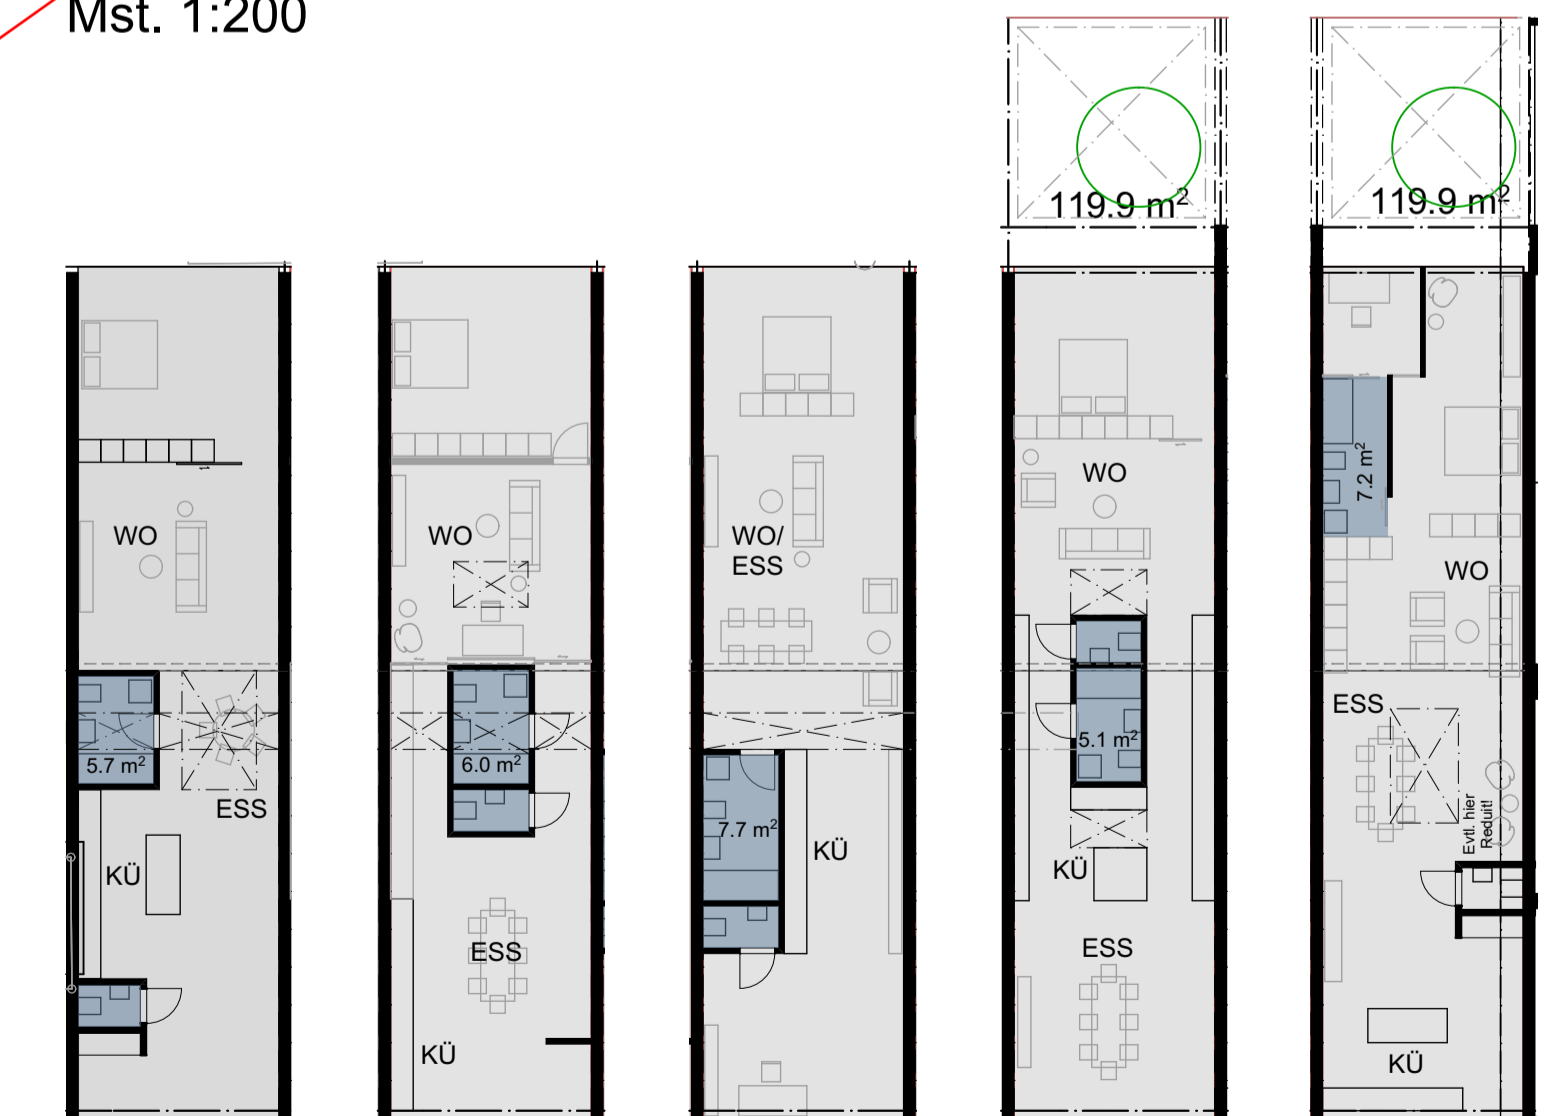 Mst. 1:200
119.9 m²
119.9 m²
WO
5.7 m²
ESS
KÜ
WO
6.0 m²
ESS
KÜ
WO/
ESS
7.7 m²
KÜ
WO
5.1 m²
KÜ
ESS
7.2 m²
WO
ESS
Evtl. hier
Reduit!
KÜ